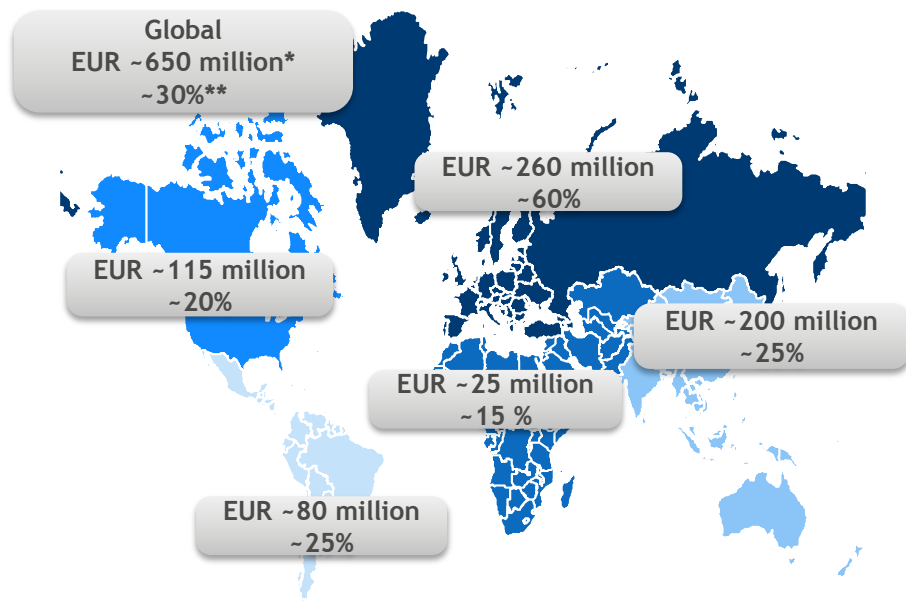 Global
EUR ~650 million*
~30%**
EUR ~260 million
~60%
EUR ~115 million
~20%
EUR ~200 million
~25%
EUR ~25 million
~15 %
EUR ~80 million
~25%